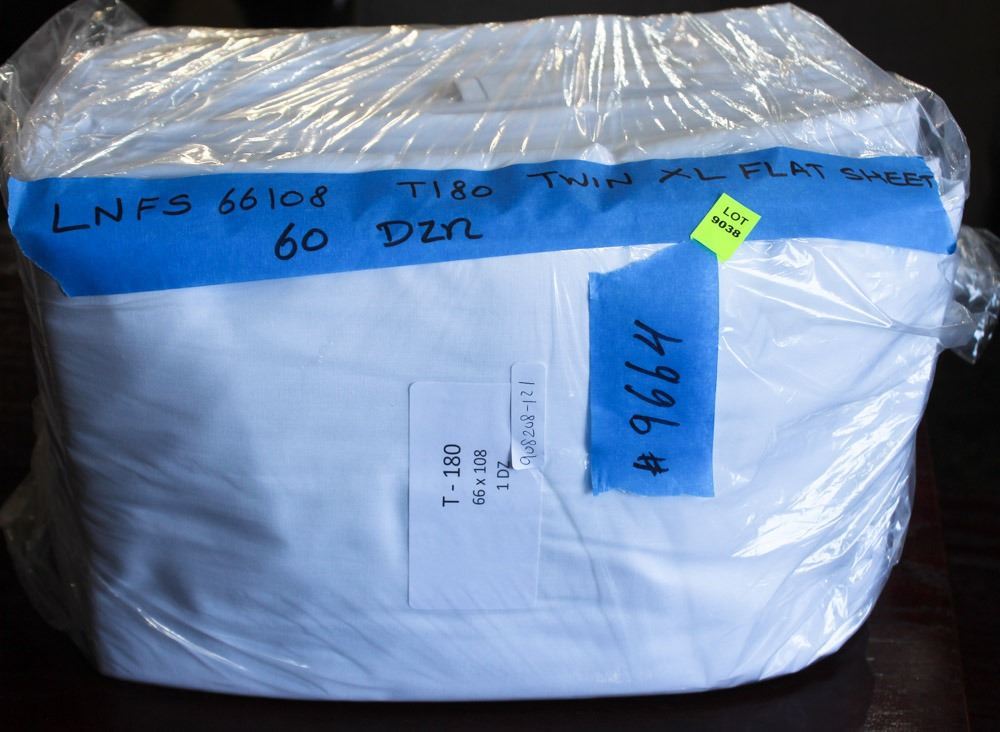 LNFS 66108 T180 TWIN XL FLAT SHEET
60 DZN
LOT
9038
# 9664
T - 180
66 x 108
1 DZ
908208-121